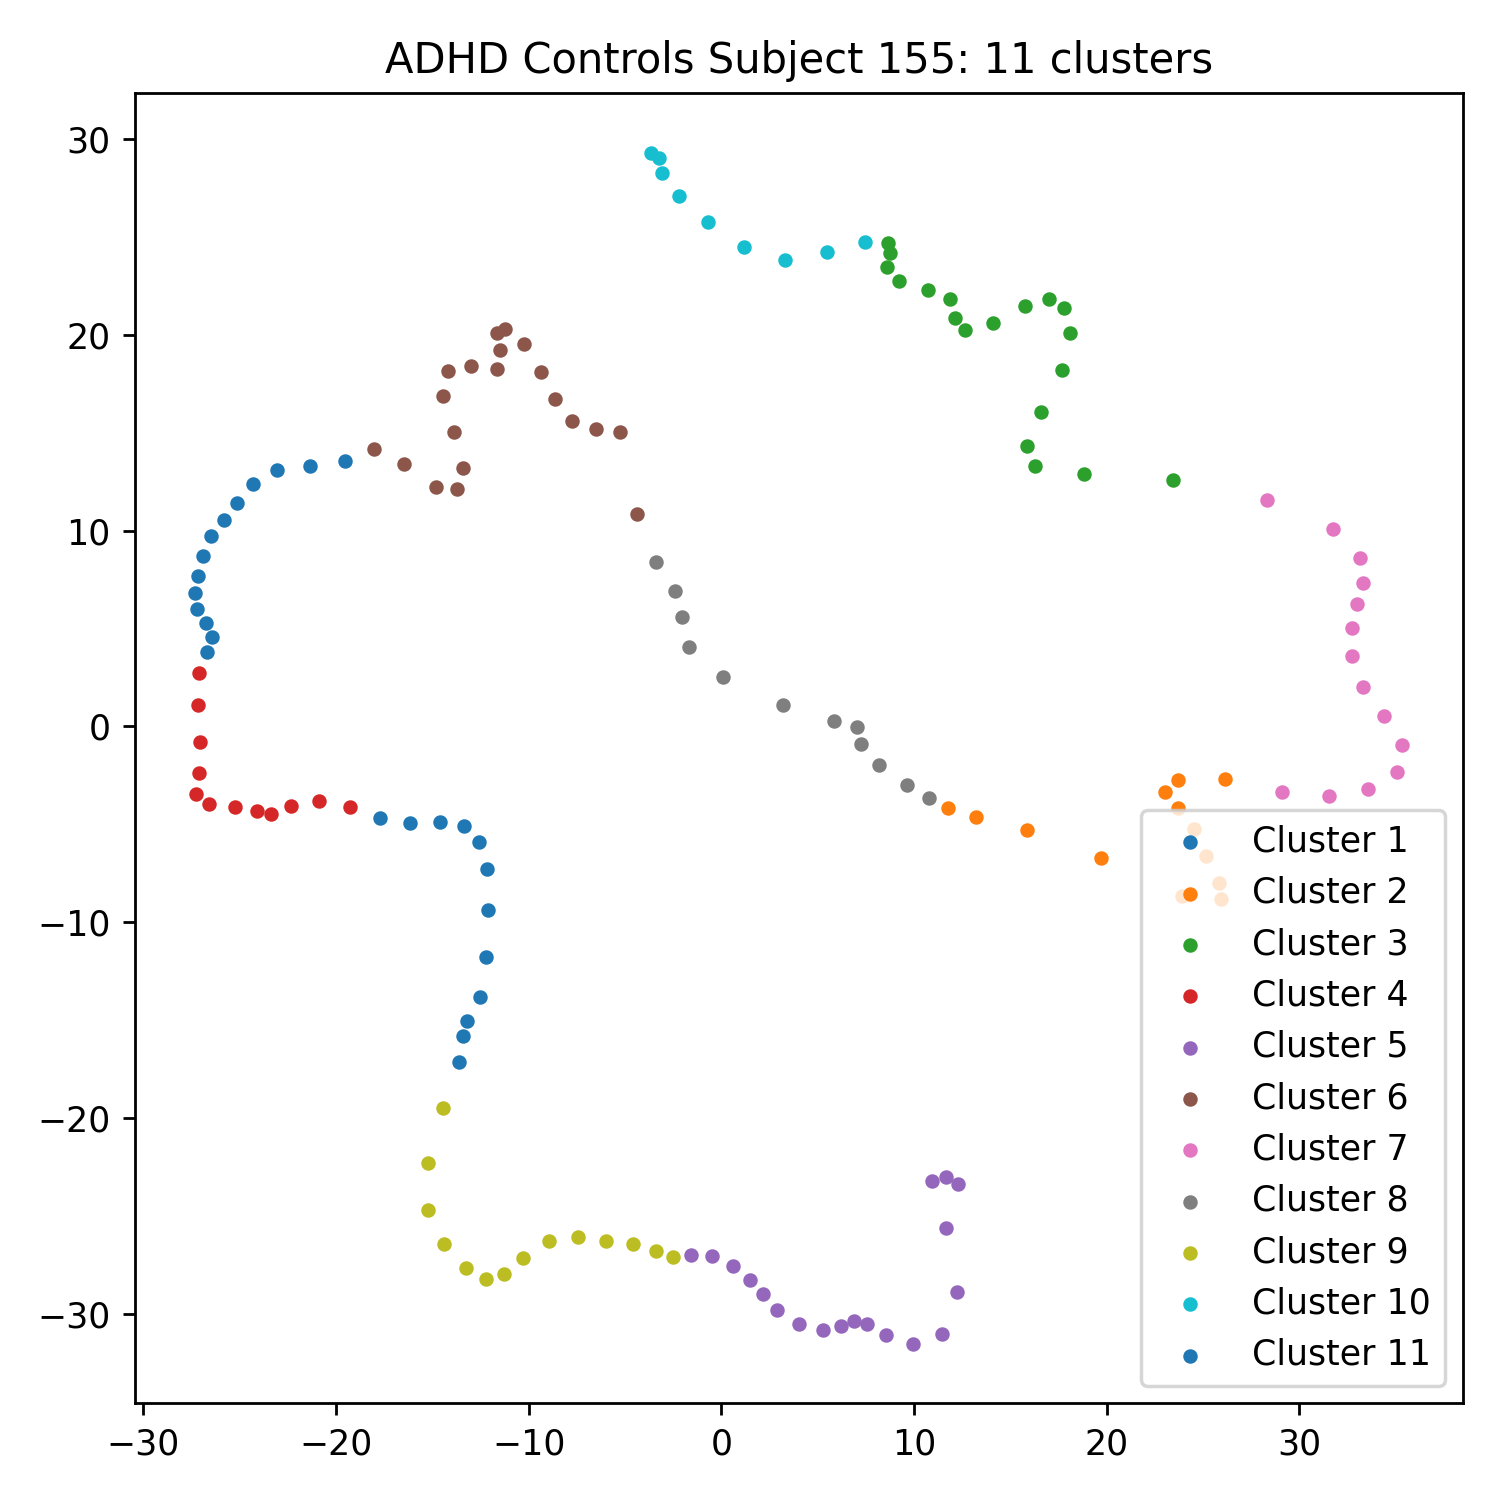 ADHD Controls Subject 155: 11 clusters
30
20
10
0
−10
−20
−30
−30 −20 −10 0 10 20 30
Cluster 1
Cluster 2
Cluster 3
Cluster 4
Cluster 5
Cluster 6
Cluster 7
Cluster 8
Cluster 9
Cluster 10
Cluster 11